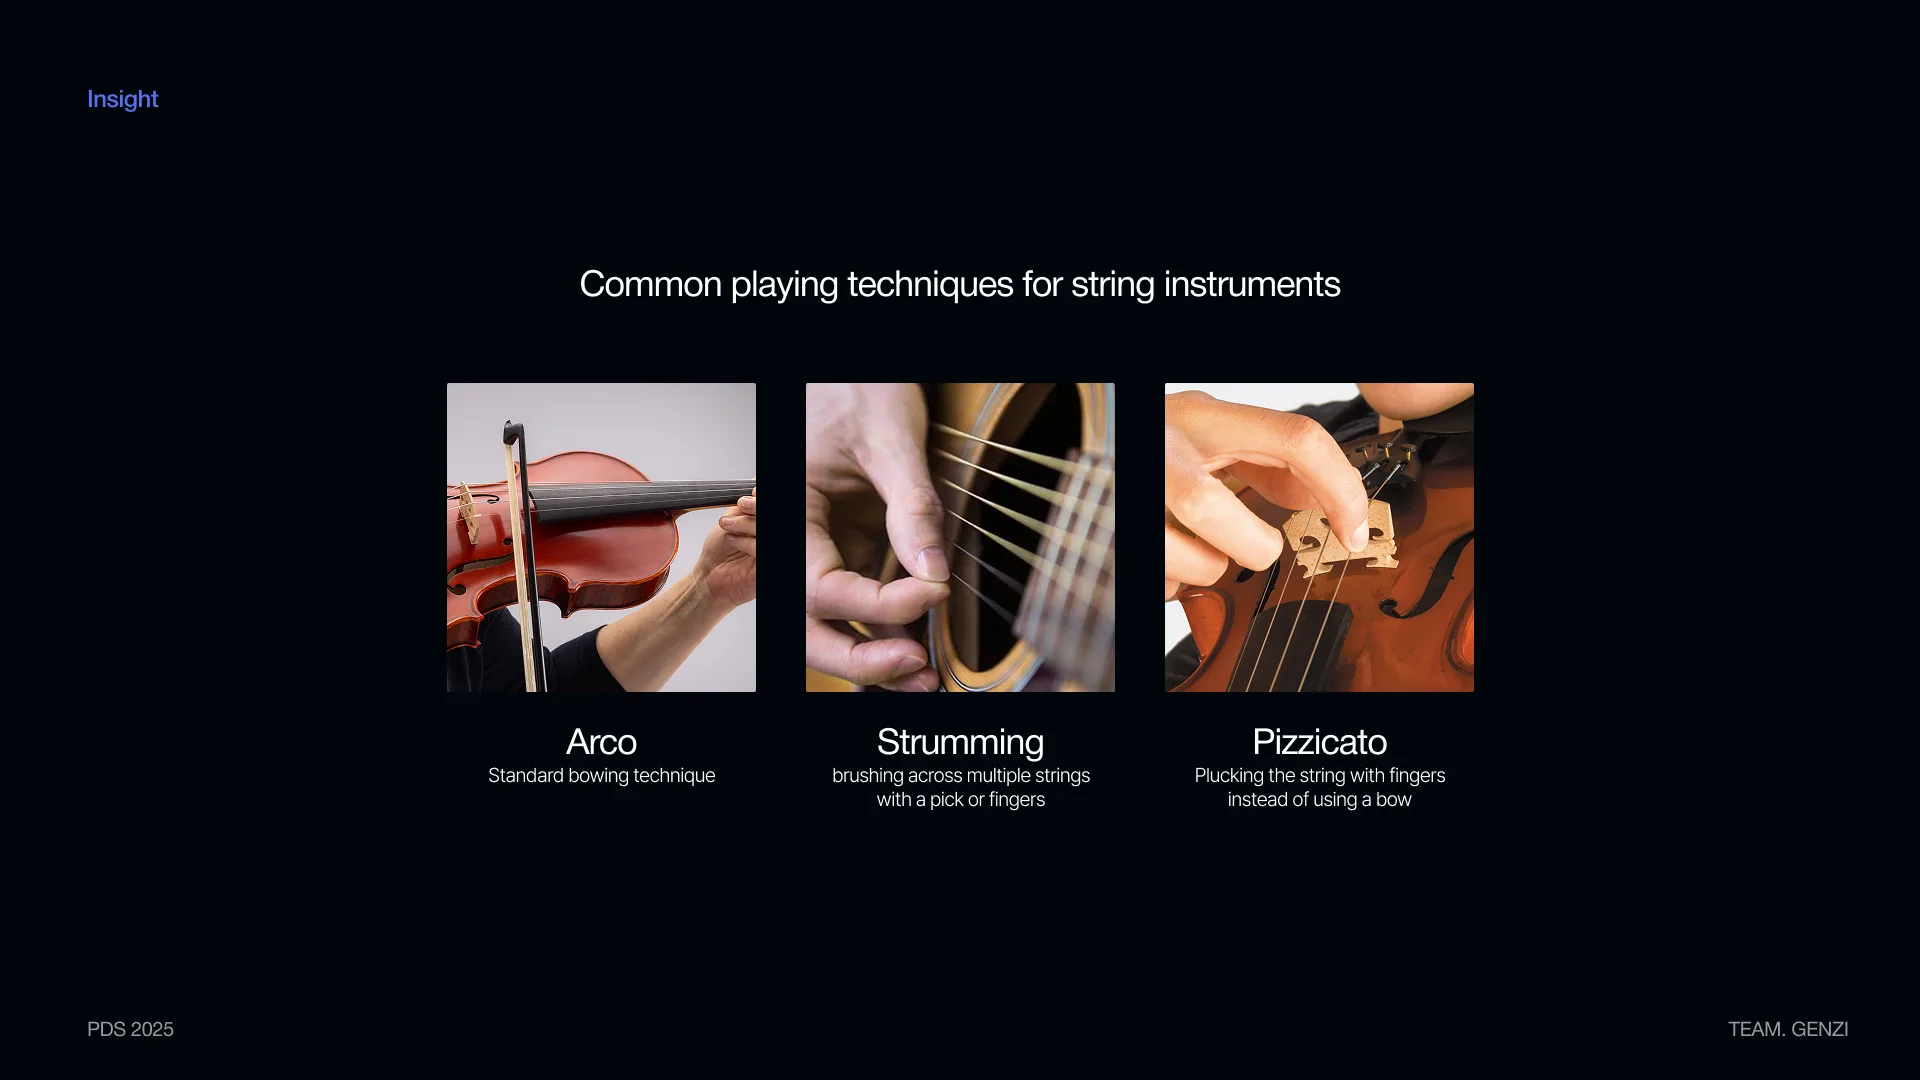 Insight
Common playing techniques for string instruments
Arco
Standard bowing technique
Strumming
brushing across multiple strings
with a pick or fingers
Pizzicato
Plucking the string with fingers
instead of using a bow
PDS 2025
TEAM. GENZI